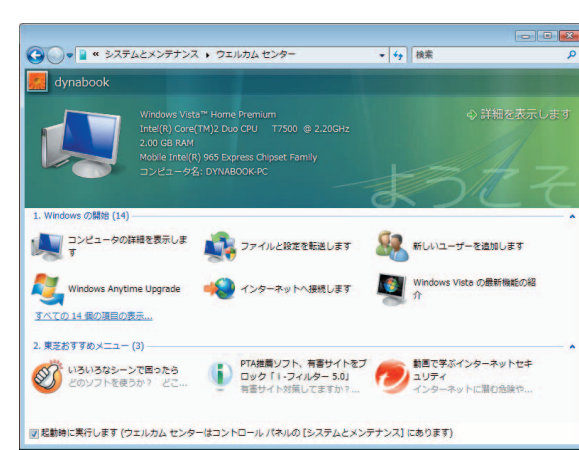 « システムとメンテナンス ▸ ウエルカム センター
検索
dynabook
Windows Vista™ Home Premium
詳細を表示します
Intel(R) Core(TM)2 Duo CPU T7500 @ 2.20GHz
2.00 GB RAM
Mobile Intel(R) 965 Express Chipset Family
コンピュータ名: DYNABOOK-PC
ようこそ
1. Windows の開始 (14)
コンピュータの詳細を表示しま
す
ファイルと設定を転送します
新しいユーザーを追加します
Windows Anytime Upgrade
インターネットへ接続します
Windows Vista の最新機能の紹
介
すべての 14 個の項目の表示...
2. 東芝おすすめメニュー (3)
いろいろなシーンで困ったら
どのソフトを使うか？ どこ...
PTA推薦ソフト、有害サイトをブ
ロック「i -フィルター 5.0」
有害サイト対策してますか？...
動画で学ぶインターネットセキ
ュリティ
インターネットに潜む危険や...
起動時に実行します (ウェルカム センターはコントロール パネルの [システムとメンテナンス] にあります)